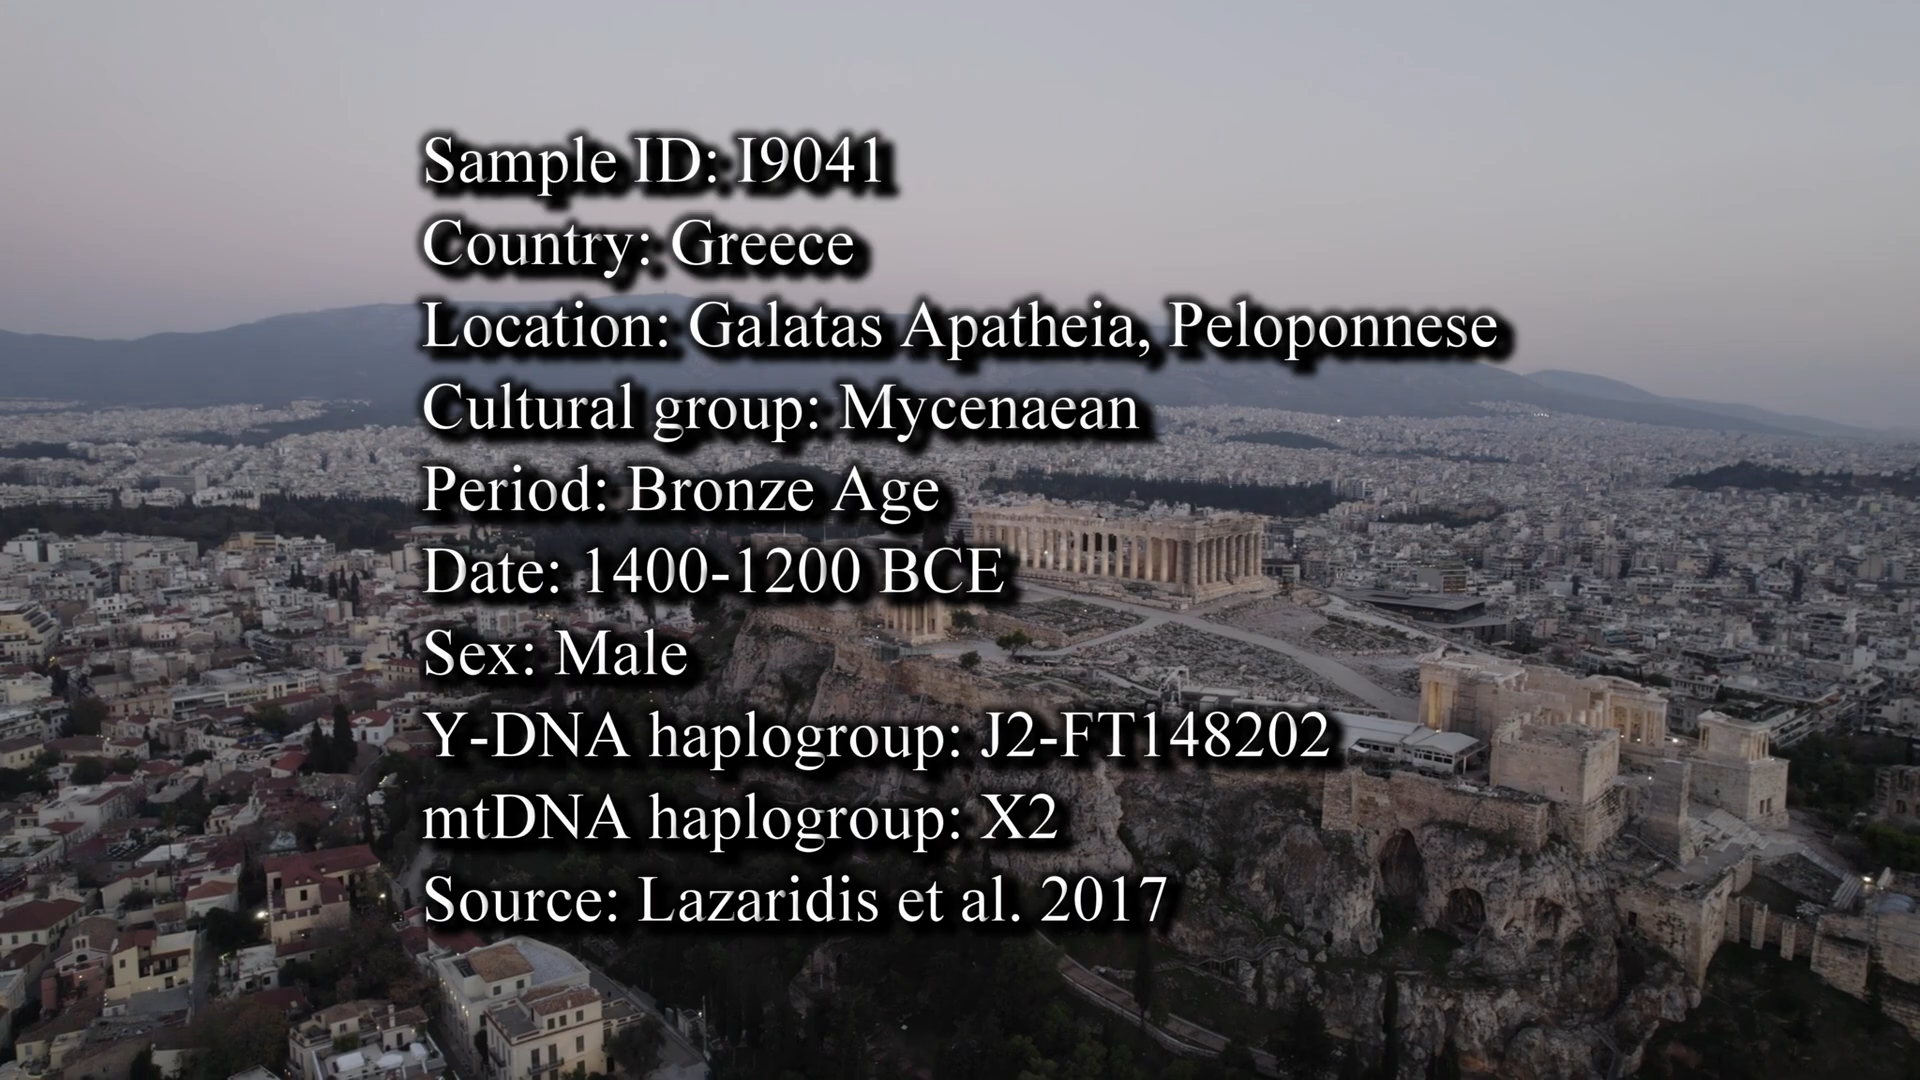 Sample ID: I9041
Country: Greece
Location: Galatas Apatheia, Peloponnese
Cultural group: Mycenaean
Period: Bronze Age
Date: 1400-1200 BCE
Sex: Male
Y-DNA haplogroup: J2-FT148202
mtDNA haplogroup: X2
Source: Lazaridis et al. 2017